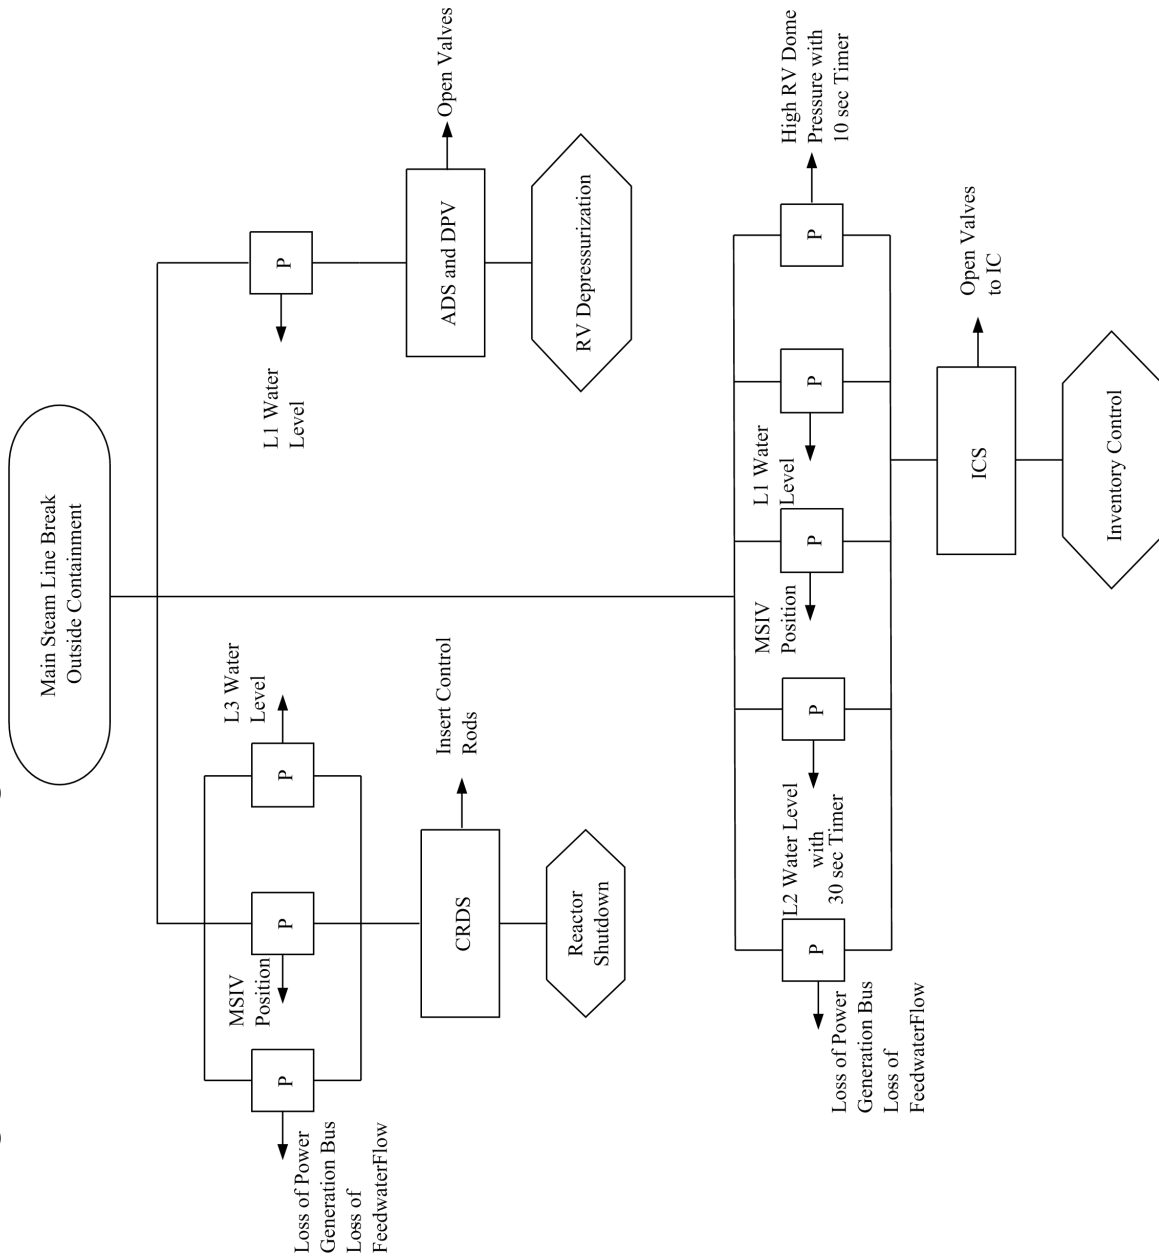 Main Steam Line Break
Outside Containment
Loss of Power
Generation Bus
Loss of
FeedwaterFlow
P
MSIV
Position
P
L3 Water
Level
P
CRDS
Insert Control
Rods
Reactor
Shutdown
L1 Water
Level
P
ADS and DPV
Open Valves
RV Depressurization
Loss of Power
Generation Bus
Loss of
FeedwaterFlow
P
L2 Water Level
with
30 sec Timer
P
MSIV
Position
P
L1 Water
Level
P
High RV Dome
Pressure with
10 sec Timer
P
ICS
Open Valves
to IC
Inventory Control